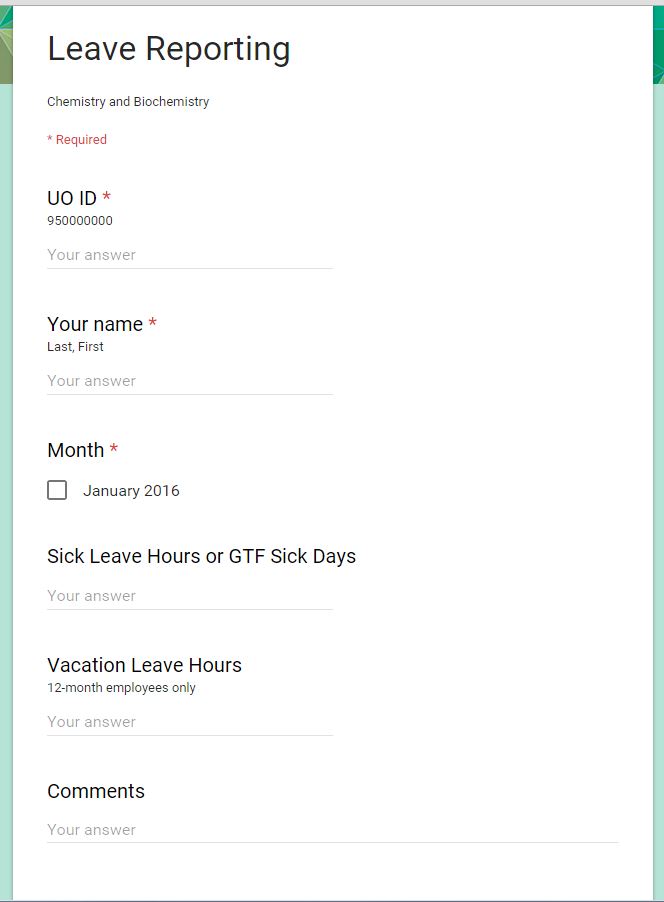 Leave Reporting
Chemistry and Biochemistry
* Required
UO ID *
950000000
Your answer
Your name *
Last, First
Your answer
Month *
January 2016
Sick Leave Hours or GTF Sick Days
Your answer
Vacation Leave Hours
12-month employees only
Your answer
Comments
Your answer